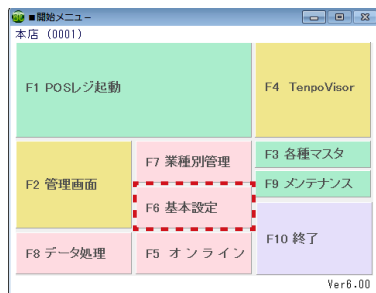 ■開始メニュー
本店 (0001)
F1 POSレジ起動
F4 TenpoVisor
F7 業種別管理
F3 各種マスタ
F2 管理画面
F9 メンテナンス
F6 基本設定
F10 終了
F8 データ処理
F5 オンライン
Ver6.00